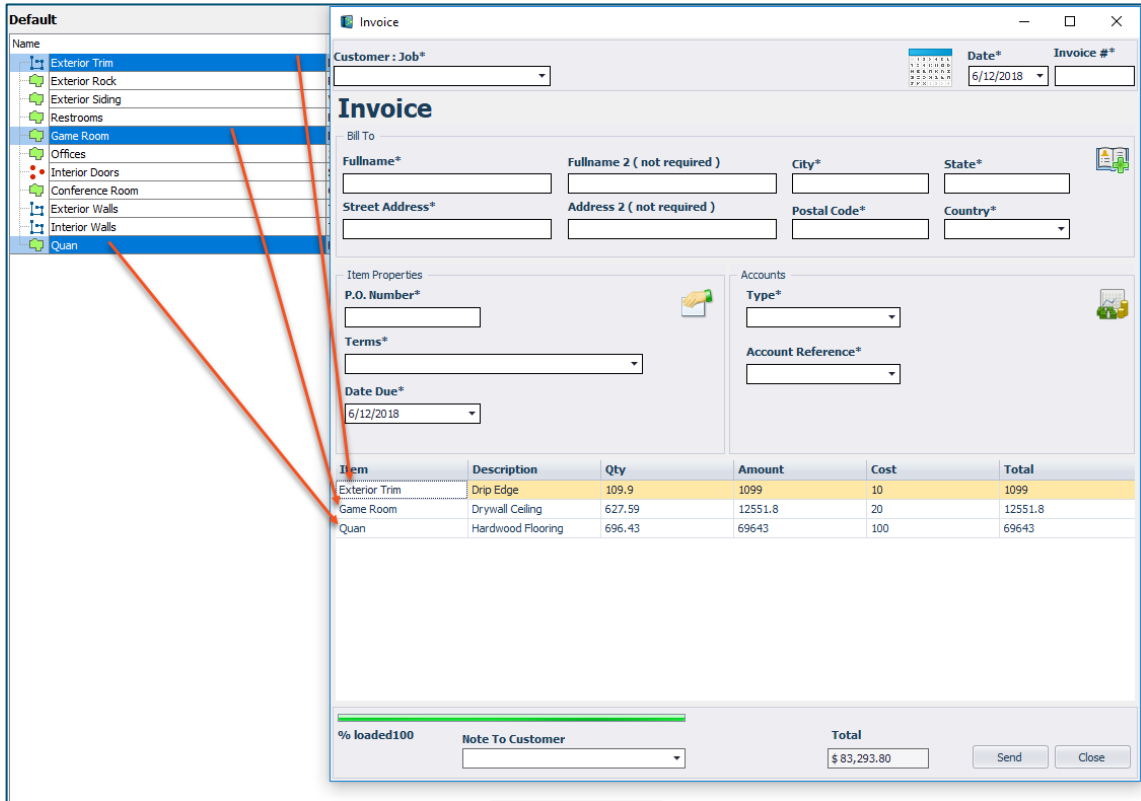 Default
Name
Exterior Trim
Exterior Rock
Exterior Siding
Restrooms
Game Room
Offices
Interior Doors
Conference Room
Exterior Walls
Interior Walls
Quan
Invoice
Customer : Job*
Date*
Invoice #*
6/12/2018
Invoice
Bill To
Fullname*
Fullname 2 ( not required )
City*
State*
Street Address*
Address 2 ( not required )
Postal Code*
Country*
Item Properties
P.O. Number*
Terms*
Date Due*
6/12/2018
Accounts
Type*
Account Reference*
Item Description Qty Amount Cost Total
Exterior Trim Drip Edge 109.9 1099 10 1099
Game Room Drywall Ceiling 627.59 12551.8 20 12551.8
Quan Hardwood Flooring 696.43 69643 100 69643
% loaded100
Note To Customer
Total
$ 83,293.80
Send
Close